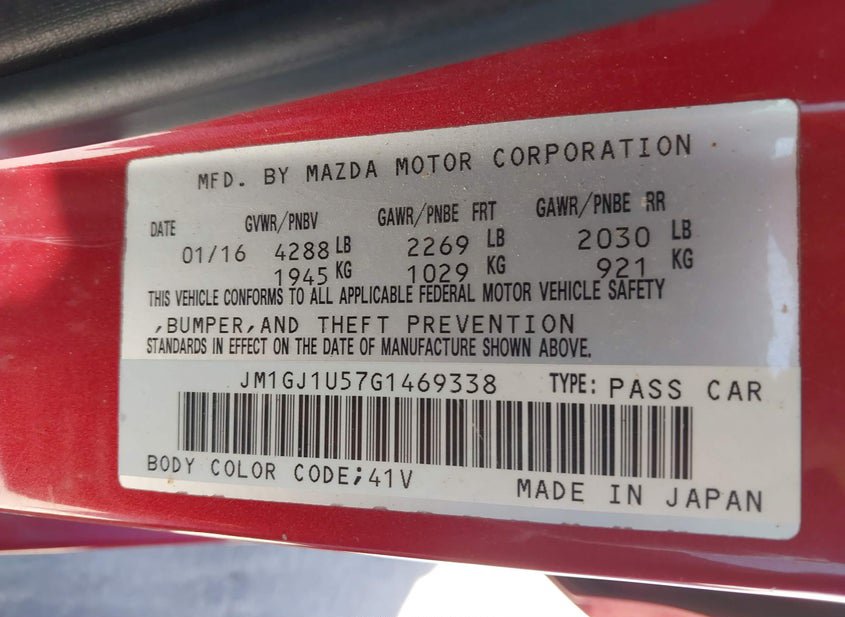 MFD. BY MAZDA MOTOR CORPORATION
DATE GVWR/PNBV GAWR/PNBE FRT GAWR/PNBE RR
01/16 4288 LB 2269 LB 2030 LB
1945 KG 1029 KG 921 KG
THIS VEHICLE CONFORMS TO ALL APPLICABLE FEDERAL MOTOR VEHICLE SAFETY
,BUMPER,AND THEFT PREVENTION
STANDARDS IN EFFECT ON THE DATE OF MANUFACTURE SHOWN ABOVE.
JM1GJ1U57G1469338 TYPE: PASS CAR
BODY COLOR CODE;41V
MADE IN JAPAN